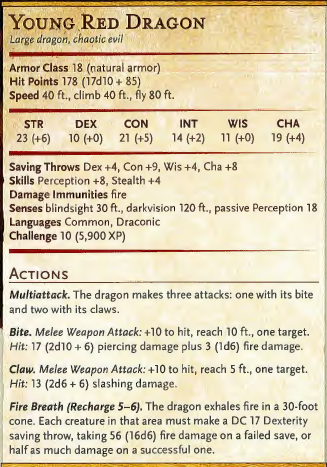 YOUNG RED DRAGON
Large dragon, chaotic evil
Armor Class 18 (natural armor)
Hit Points 178 (17d10 + 85)
Speed 40 ft., climb 40 ft., fly 80 ft.
STR DEX CON INT WIS CHA
23 (+6) 10 (+0) 21 (+5) 14 (+2) 11 (+0) 19 (+4)
Saving Throws Dex +4, Con +9, Wis +4, Cha +8
Skills Perception +8, Stealth +4
Damage Immunities fire
Senses blindsight 30 ft., darkvision 120 ft., passive Perception 18
Languages Common, Draconic
Challenge 10 (5,900 XP)
ACTIONS
Multiattack. The dragon makes three attacks: one with its bite
and two with its claws.
Bite. Melee Weapon Attack: +10 to hit, reach 10 ft., one target.
Hit: 17 (2d10 + 6) piercing damage plus 3 (1d6) fire damage.
Claw. Melee Weapon Attack: +10 to hit, reach 5 ft., one target.
Hit: 13 (2d6 + 6) slashing damage.
Fire Breath (Recharge 5–6). The dragon exhales fire in a 30-foot
cone. Each creature in that area must make a DC 17 Dexterity
saving throw, taking 56 (16d6) fire damage on a failed save, or
half as much damage on a successful one.